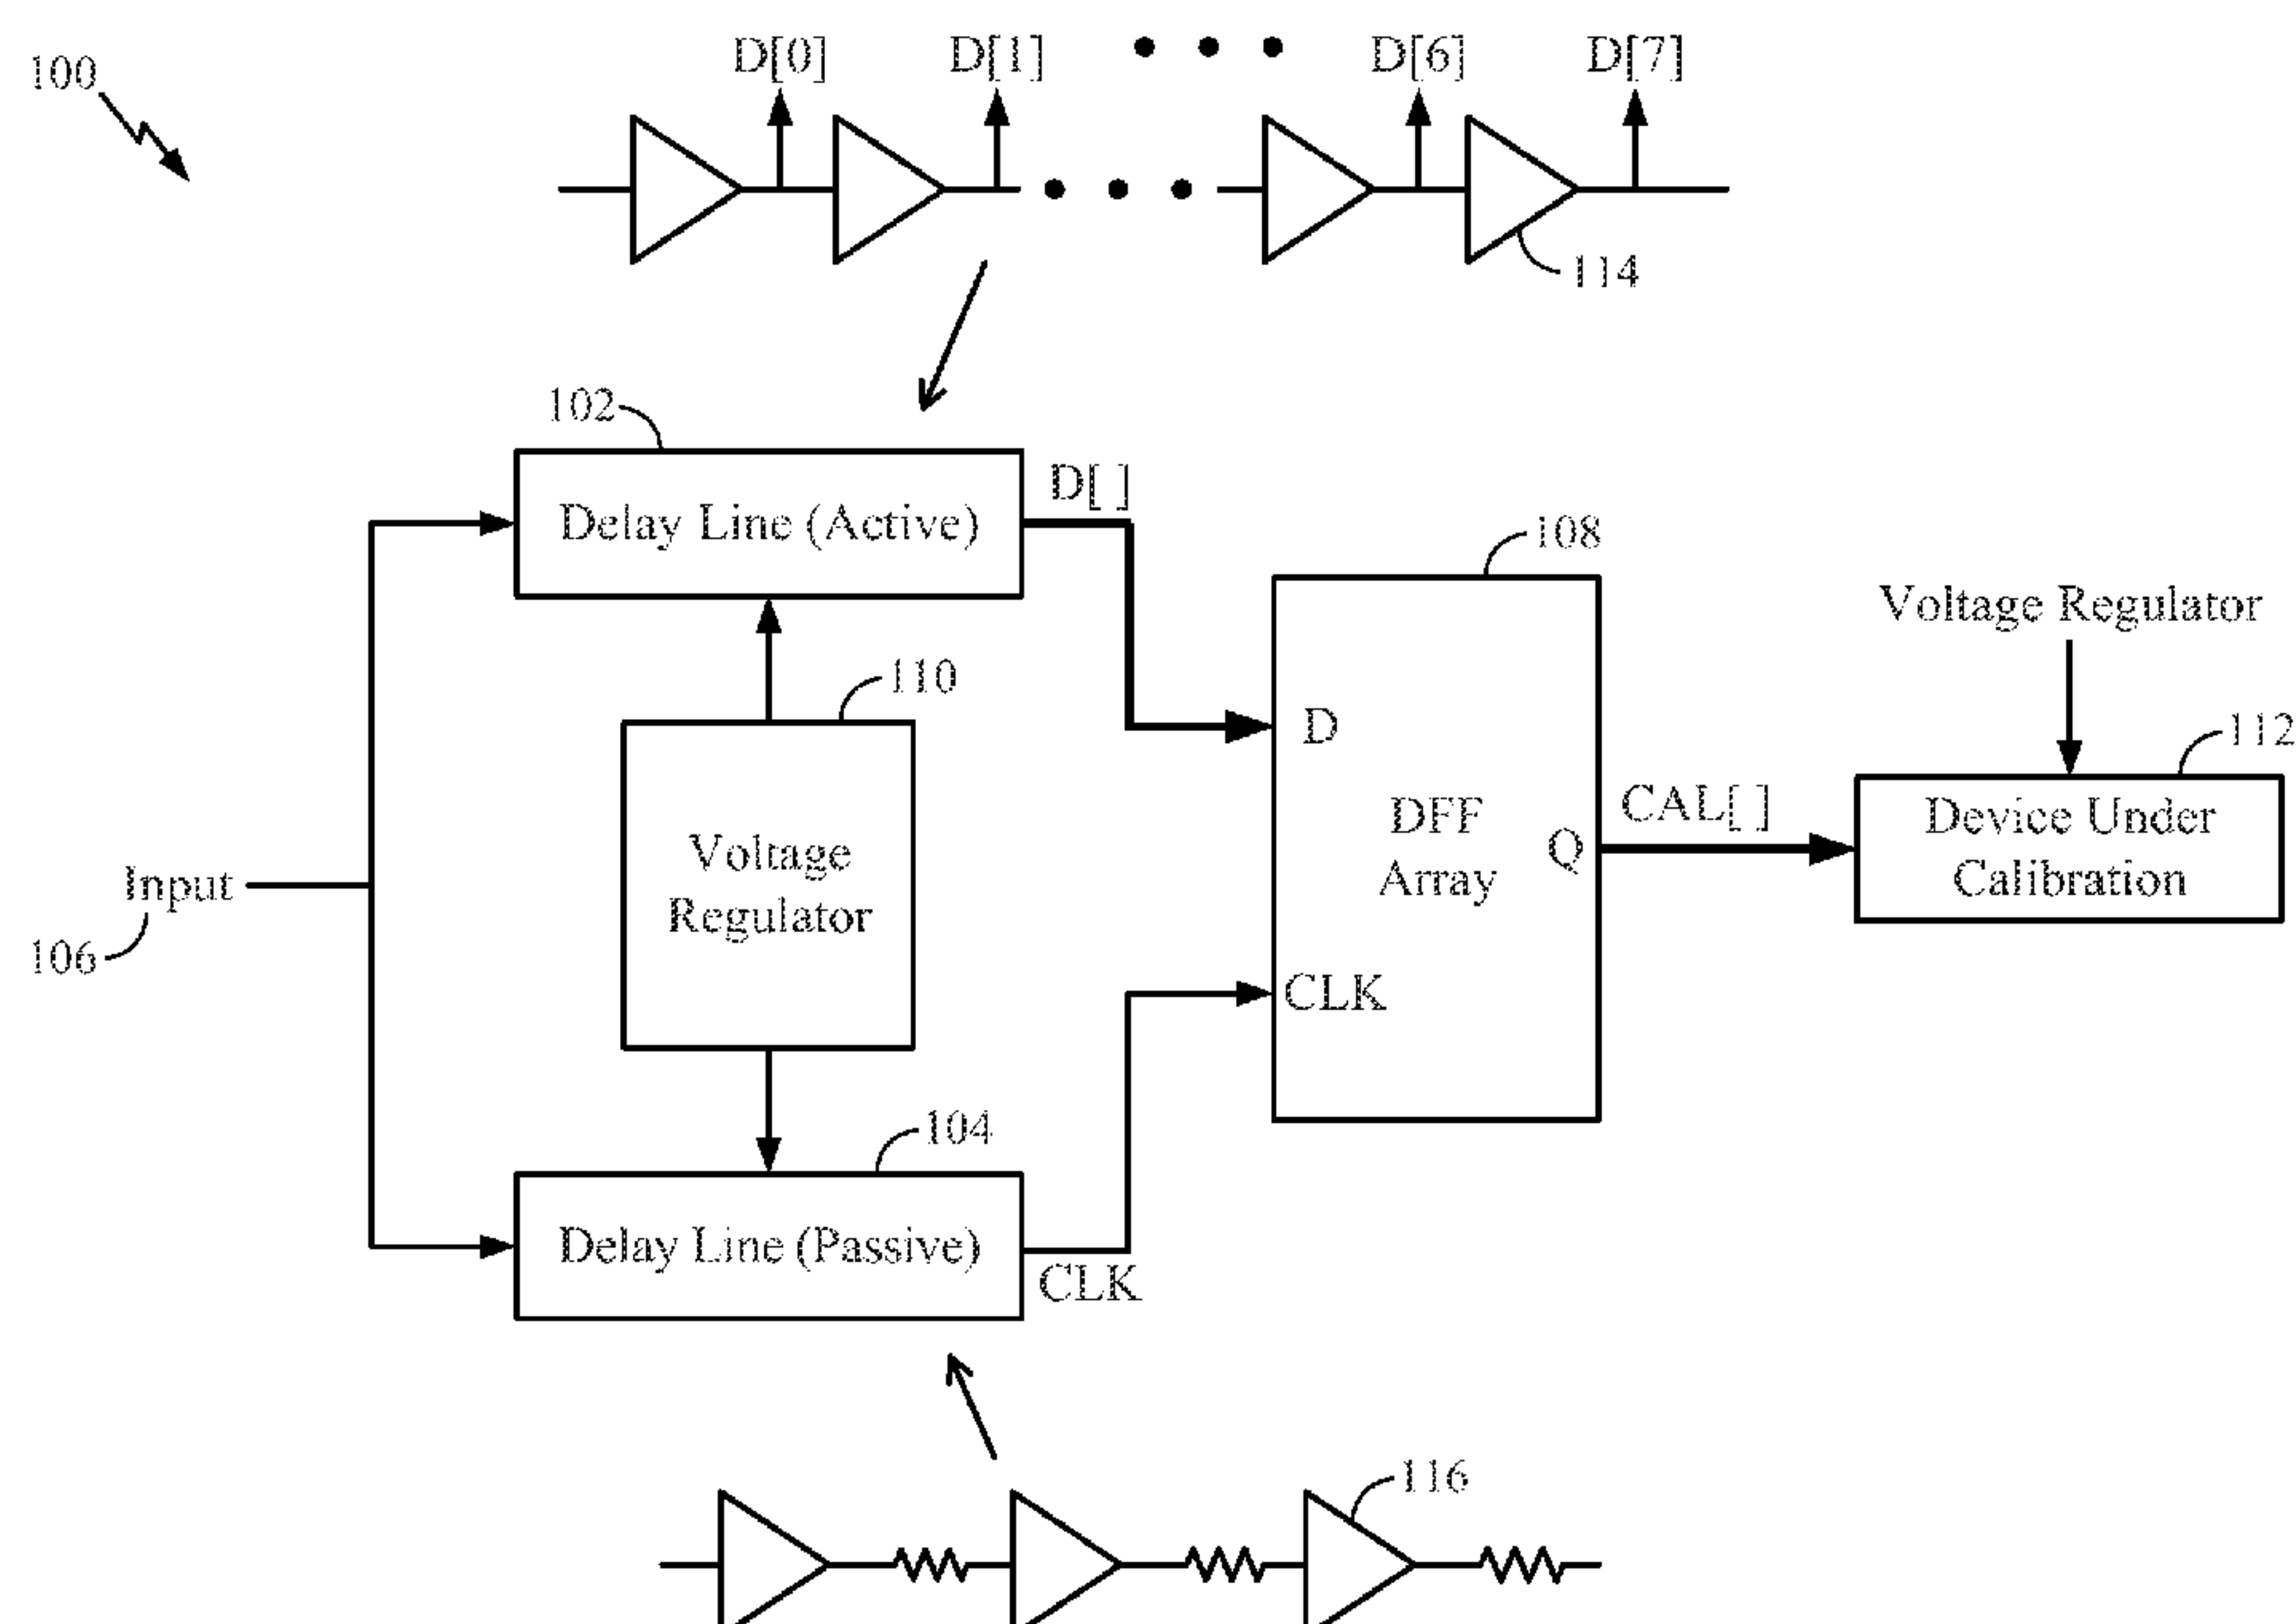 100
D[0] D[1] • • • D[6] D[7]
• • •
114
102
Delay Line (Active)
D[ ]
108
Voltage Regulator
110
112
D
DFF
Array
Q
CAL[ ]
Device Under
Calibration
Voltage
Regulator
Input
106
CLK
104
Delay Line (Passive)
CLK
116